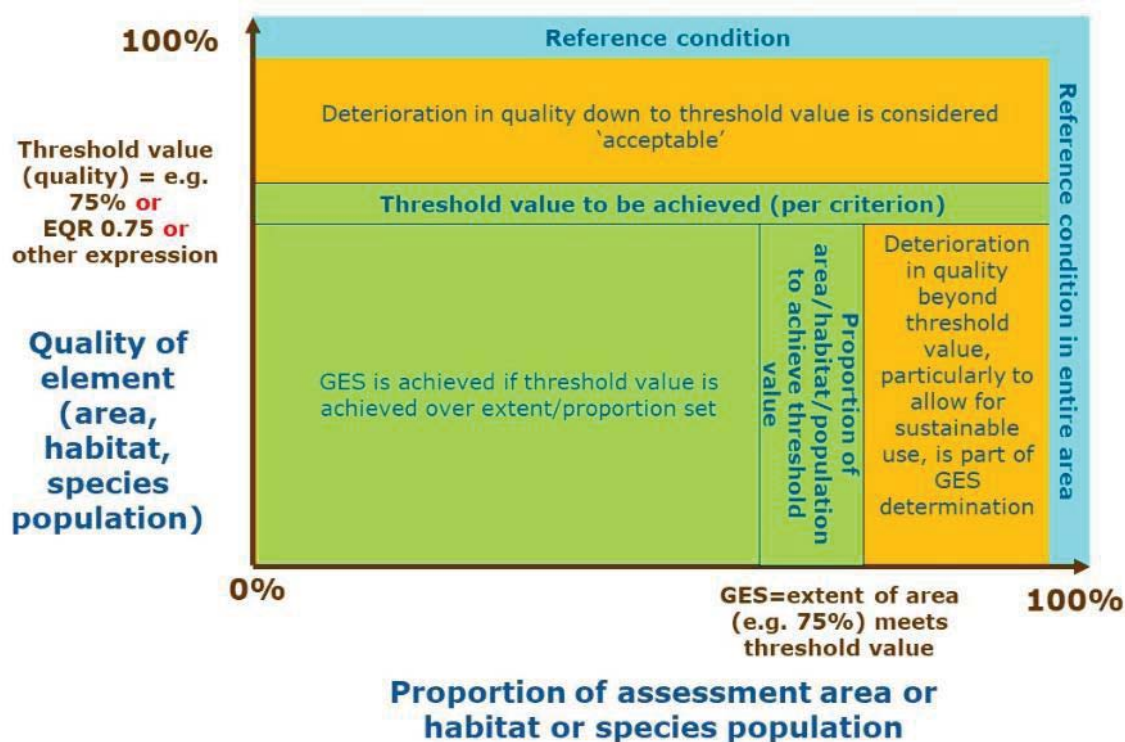 100%
Reference condition
Deterioration in quality down to threshold value is considered
‘acceptable’
Threshold value
(quality) = e.g.
75% or
EQR 0.75 or
other expression
Threshold value to be achieved (per criterion)
Quality of
element
(area,
habitat,
species
population)
GES is achieved if threshold value is
achieved over extent/proportion set
Proportion of
area/habitat/population
to achieve threshold
value
Deterioration
in quality
beyond
threshold
value,
particularly to
allow for
sustainable
use, is part of
GES
determination
Reference condition in entire area
0%
GES=extent of area
(e.g. 75%) meets
threshold value
100%
Proportion of assessment area or
habitat or species population